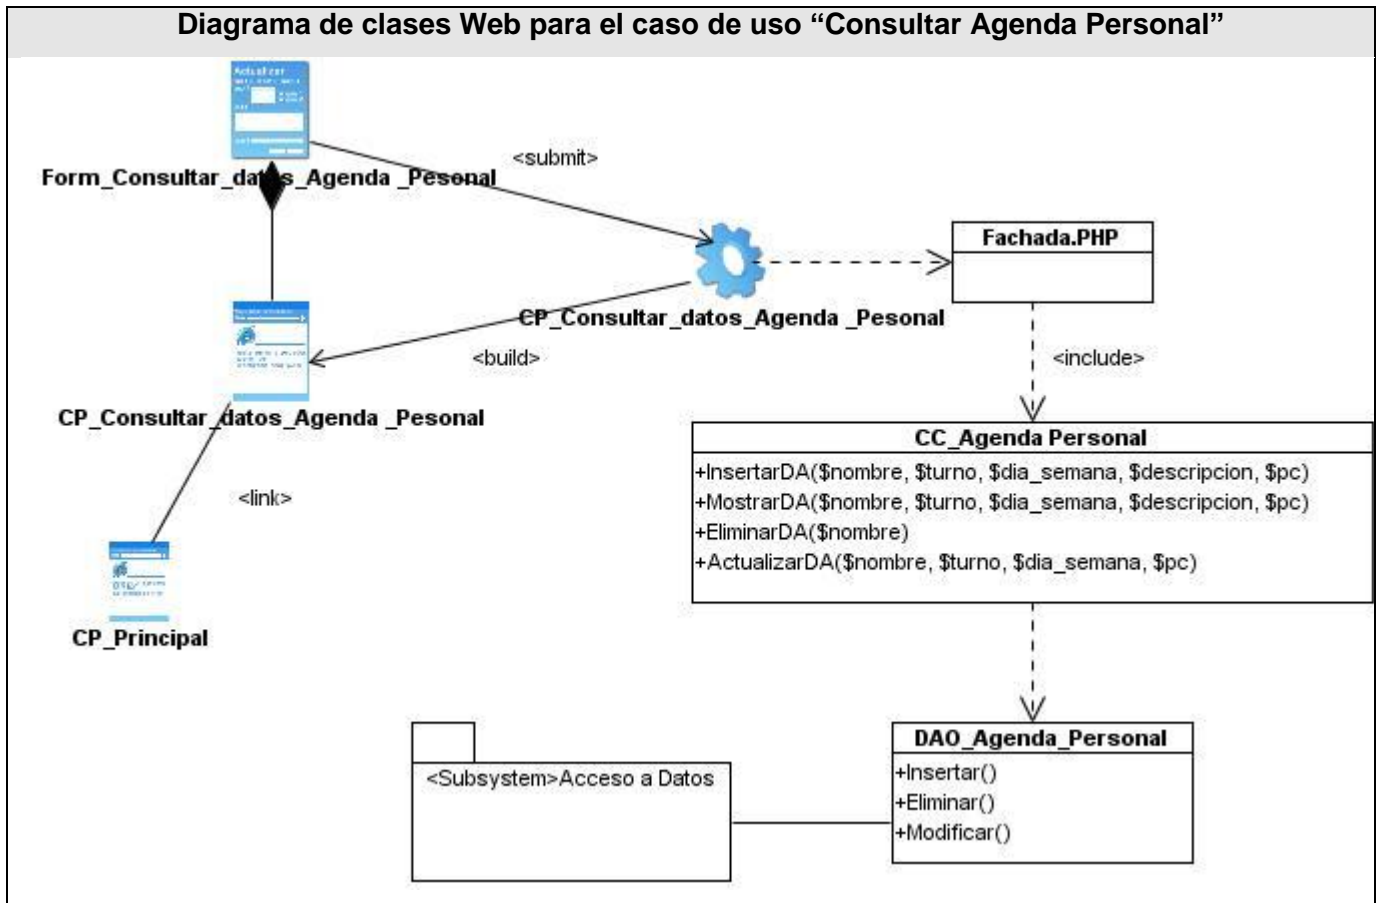 Diagrama de clases Web para el caso de uso “Consultar Agenda Personal”
Actualizar
<submit>
Form_Consultar_datos_Agenda _Pesonal
Fachada.PHP
CP_Consultar_datos_Agenda _Pesonal
<build>
<include>
CP_Consultar_datos_Agenda _Pesonal
CC_Agenda Personal
+InsertarDA($nombre, $turno, $dia_semana, $descripcion, $pc)
+MostrarDA($nombre, $turno, $dia_semana, $descripcion, $pc)
+EliminarDA($nombre)
+ActualizarDA($nombre, $turno, $dia_semana, $pc)
<link>
CP_Principal
DAO_Agenda_Personal
+Insertar()
+Eliminar()
+Modificar()
<Subsystem>Acceso a Datos